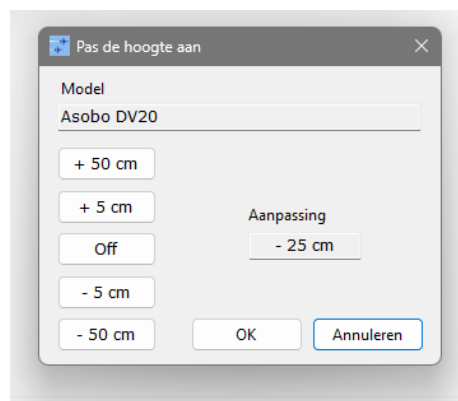 Pas de hoogte aan
Model
Asobo DV20
+ 50 cm
+ 5 cm
Aanpassing
Off
- 25 cm
- 5 cm
- 50 cm
OK
Annuleren